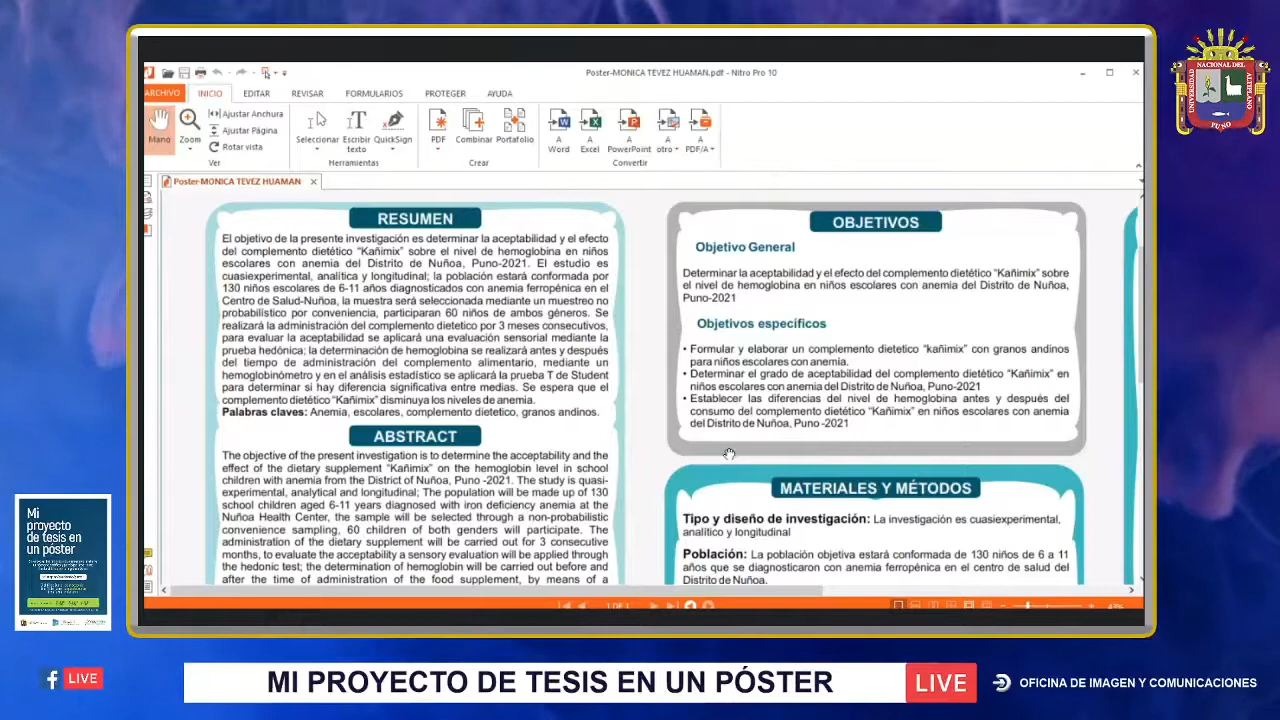 Poster-MONICA TEVEZ HUAMAN.pdf - Nitro Pro 10
ARCHIVO INICIO EDITAR REVISAR FORMULARIOS PROTEGER AYUDA
Mano
Zoom
Ajustar Anchura
Ajustar Página
Rotar vista
Ver
Seleccionar
Escribir texto
QuickSign
Herramientas
PDF
Combinar
Portafolio
Crear
A Word
A Excel
A PowerPoint
A otro
A PDF/A
Convertir
Poster-MONICA TEVEZ HUAMAN
RESUMEN
El objetivo de la presente investigación es determinar la aceptabilidad y el efecto
del complemento dietético “Kañimix” sobre el nivel de hemoglobina en niños
escolares con anemia del Distrito de Nuñoa, Puno-2021. El estudio es
cuasiexperimental, analítica y longitudinal; la población estará conformada por
130 niños escolares de 6-11 años diagnosticados con anemia ferropénica en el
Centro de Salud-Nuñoa, la muestra será seleccionada mediante un muestreo no
probabilístico por conveniencia, participaran 60 niños de ambos géneros. Se
realizará la administración del complemento dietetico por 3 meses consecutivos,
para evaluar la aceptabilidad se aplicará una evaluación sensorial mediante la
prueba hedónica; la determinación de hemoglobina se realizará antes y después
del tiempo de administración del complemento alimentario, mediante un
hemoglobinómetro y en el análisis estadístico se aplicará la prueba T de Student
para determinar si hay diferencia significativa entre medias. Se espera que el
complemento dietético “Kañimix” disminuya los niveles de anemia.
Palabras claves: Anemia, escolares, complemento dietetico, granos andinos.
ABSTRACT
The objective of the present investigation is to determine the acceptability and the
effect of the dietary supplement “Kañimix” on the hemoglobin level in school
children with anemia from the District of Nuñoa, Puno -2021. The study is quasi-
experimental, analytical and longitudinal; The population will be made up of 130
school children aged 6-11 years diagnosed with iron deficiency anemia at the
Nuñoa Health Center, the sample will be selected through a non-probabilistic
convenience sampling, 60 children of both genders will participate. The
administration of the dietary supplement will be carried out for 3 consecutive
months, to evaluate the acceptability a sensory evaluation will be applied through
the hedonic test; the determination of hemoglobin will be carried out before and
after the time of administration of the food supplement, by means of a
OBJETIVOS
Objetivo General
Determinar la aceptabilidad y el efecto del complemento dietético “Kañimix” sobre
el nivel de hemoglobina en niños escolares con anemia del Distrito de Nuñoa,
Puno-2021
Objetivos específicos
• Formular y elaborar un complemento dietetico “kañimix” con granos andinos
para niños escolares con anemia.
• Determinar el grado de aceptabilidad del complemento dietético “Kañimix” en
niños escolares con anemia del Distrito de Nuñoa, Puno-2021
• Establecer las diferencias del nivel de hemoglobina antes y después del
consumo del complemento dietético “Kañimix” en niños escolares con anemia
del Distrito de Nuñoa, Puno -2021
MATERIALES Y MÉTODOS
Tipo y diseño de investigación: La investigación es cuasiexperimental,
analítico y longitudinal
Población: La población objetiva estará conformada de 130 niños de 6 a 11
años que se diagnosticaron con anemia ferropénica en el centro de salud del
Distrito de Nuñoa.
1 DE 1
UNIVERSIDAD NACIONAL DEL ALTIPLANO
PUNO
Mi
proyecto
de tesis en
un póster
LIVE
MI PROYECTO DE TESIS EN UN PÓSTER
LIVE
OFICINA DE IMAGEN Y COMUNICACIONES